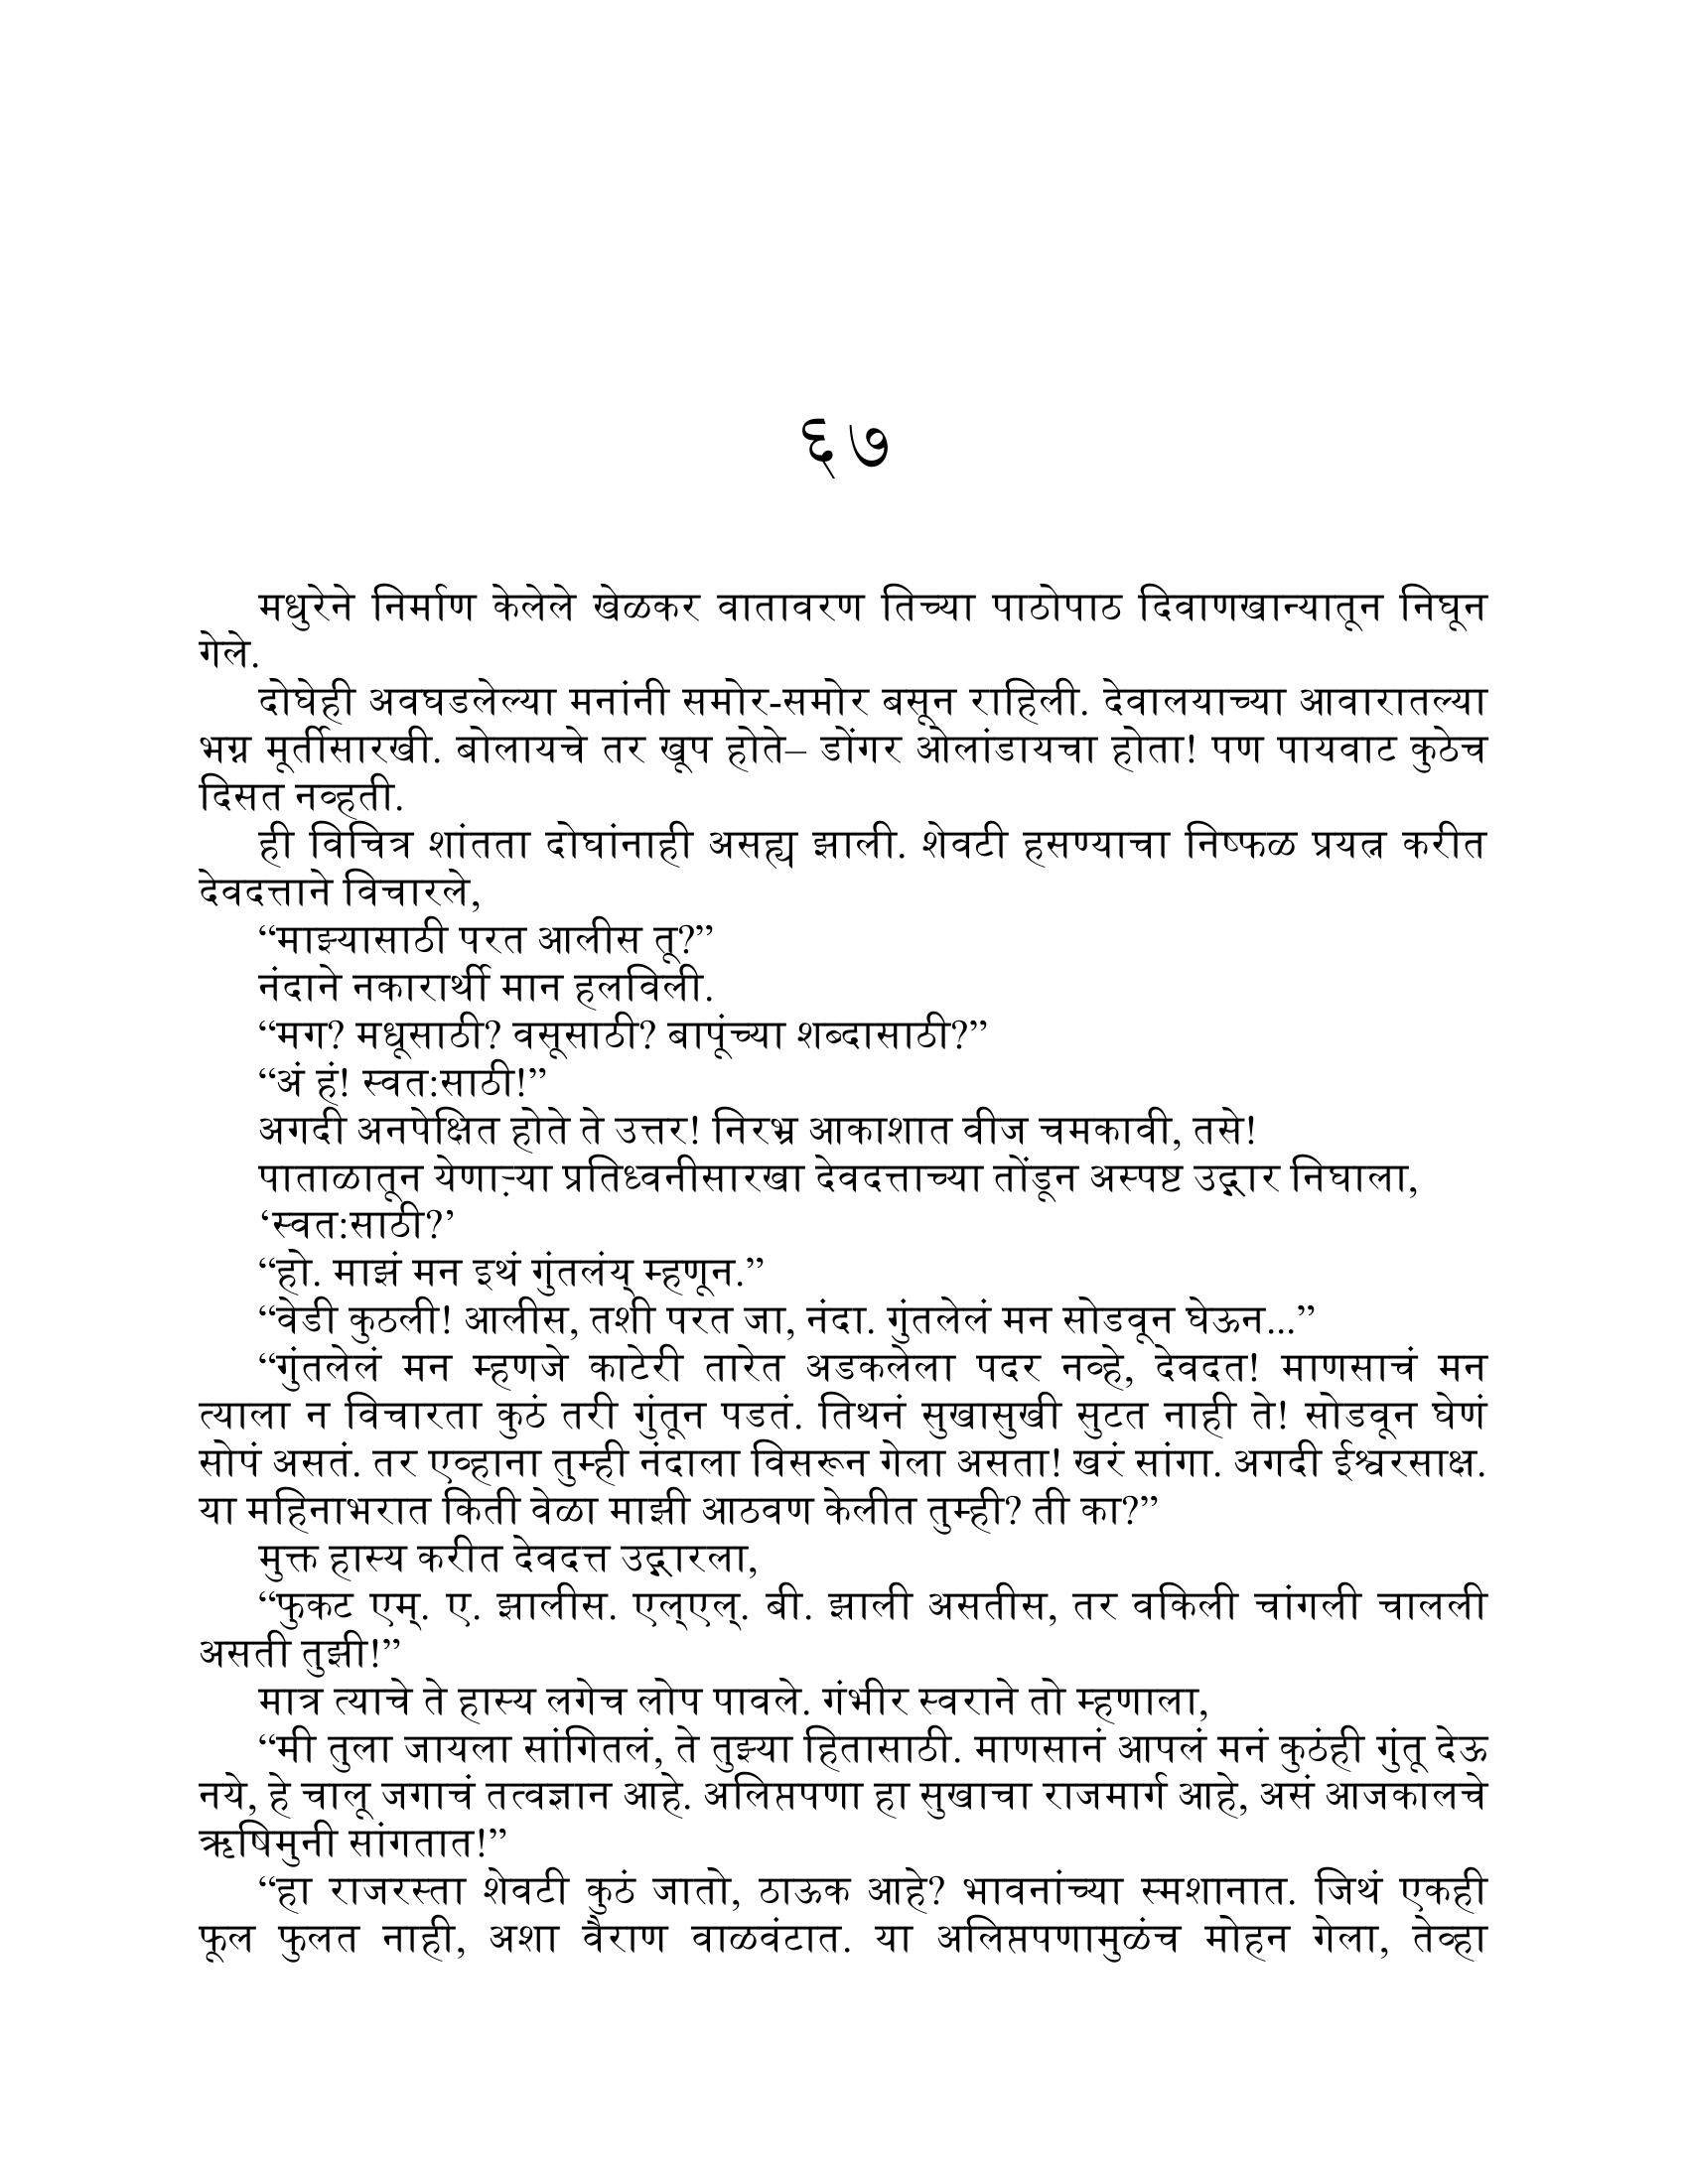 ६७
मधुरेने निर्माण केलेले खेळकर वातावरण तिच्या पाठोपाठ दिवाणखान्यातून निघून
गेले.
दोघेही अवघडलेल्या मनांनी समोर-समोर बसून राहिली. देवालयाच्या आवारातल्या
भग्न मूर्तीसारखी. बोलायचे तर खूप होते– डोंगर ओलांडायचा होता! पण पायवाट कुठेच
दिसत नव्हती.
ही विचित्र शांतता दोघांनाही असह्य झाली. शेवटी हसण्याचा निष्फळ प्रयत्न करीत
देवदत्ताने विचारले,
“माझ्यासाठी परत आलीस तू?”
नंदाने नकारार्थी मान हलविली.
“मग? मधूसाठी? वसूसाठी? बापूंच्या शब्दासाठी?”
“अं हं! स्वत:साठी!”
अगदी अनपेक्षित होते ते उत्तर! निरभ्र आकाशात वीज चमकावी, तसे!
पाताळातून येणाऱ्या प्रतिध्वनीसारखा देवदत्ताच्या तोंडून अस्पष्ट उद्गार निघाला,
‘स्वत:साठी?’
“हो. माझं मन इथं गुंतलंय् म्हणून.”
“वेडी कुठली! आलीस, तशी परत जा, नंदा. गुंतलेलं मन सोडवून घेऊन...”
“गुंतलेलं मन म्हणजे काटेरी तारेत अडकलेला पदर नव्हे, देवदत! माणसाचं मन
त्याला न विचारता कुठं तरी गुंतून पडतं. तिथनं सुखासुखी सुटत नाही ते! सोडवून घेणं
सोपं असतं. तर एव्हाना तुम्ही नंदाला विसरून गेला असता! खरं सांगा. अगदी ईश्वरसाक्ष.
या महिनाभरात किती वेळा माझी आठवण केलीत तुम्ही? ती का?”
मुक्त हास्य करीत देवदत्त उद्गारला,
“फुकट एम्. ए. झालीस. एल्एल्. बी. झाली असतीस, तर वकिली चांगली चालली
असती तुझी!”
मात्र त्याचे ते हास्य लगेच लोप पावले. गंभीर स्वराने तो म्हणाला,
“मी तुला जायला सांगितलं, ते तुझ्या हितासाठी. माणसानं आपलं मनं कुठंही गुंतू देऊ
नये, हे चालू जगाचं तत्वज्ञान आहे. अलिप्तपणा हा सुखाचा राजमार्ग आहे, असं आजकालचे
ऋषिमुनी सांगतात!”
“हा राजरस्ता शेवटी कुठं जातो, ठाऊक आहे? भावनांच्या स्मशानात. जिथं एकही
फूल फुलत नाही, अशा वैराण वाळवंटात. या अलिप्तपणामुळंच मोहन गेला, तेव्हा